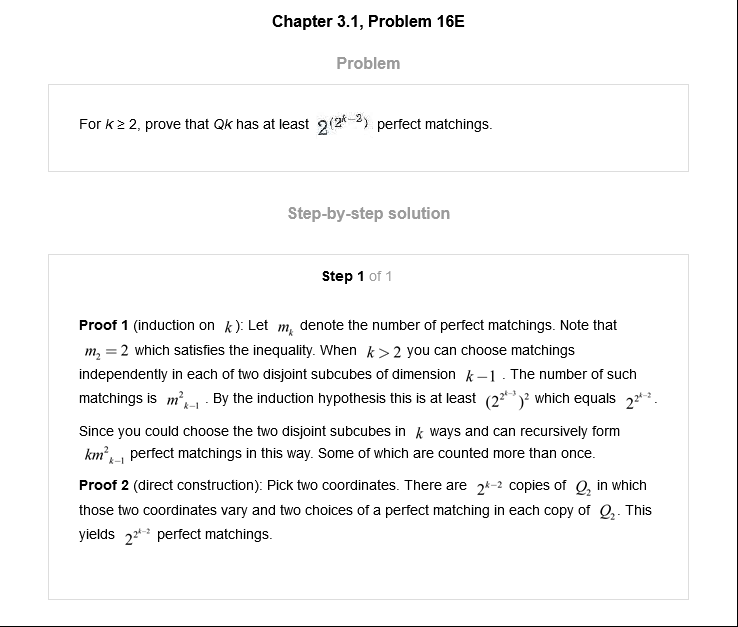 Chapter 3.1, Problem 16E
Problem
For k ≥ 2, prove that Qk has at least 2^(2^{k−2}) perfect matchings.
Step-by-step solution
Step 1 of 1
Proof 1 (induction on k): Let m_k denote the number of perfect matchings. Note that
m_2 = 2 which satisfies the inequality. When k > 2 you can choose matchings
independently in each of two disjoint subcubes of dimension k−1. The number of such
matchings is m^2_{k−1}. By the induction hypothesis this is at least (2^{2^{k−3}})^2 which equals 2^{2^{k−2}}.
Since you could choose the two disjoint subcubes in k ways and can recursively form
km^2_{k−1} perfect matchings in this way. Some of which are counted more than once.
Proof 2 (direct construction): Pick two coordinates. There are 2^{k−2} copies of Q_2 in which
those two coordinates vary and two choices of a perfect matching in each copy of Q_2. This
yields 2^{2^{k−2}} perfect matchings.